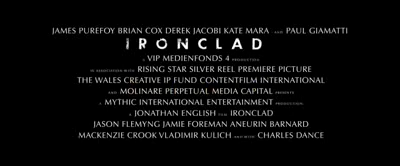 JAMES PUREFOY BRIAN COX DEREK JACOBI KATE MARA AND PAUL GIAMATTI
IRONCLAD
A VIP MEDIENFONDS 4 PRODUCTION
IN ASSOCIATION WITH RISING STAR SILVER REEL PREMIERE PICTURE
THE WALES CREATIVE IP FUND CONTENTFILM INTERNATIONAL
AND MOLINARE PERPETUAL MEDIA CAPITAL PRESENTS
A MYTHIC INTERNATIONAL ENTERTAINMENT PRODUCTION
A JONATHAN ENGLISH FILM IRONCLAD
JASON FLEMYNG JAMIE FOREMAN ANEURIN BARNARD
MACKENZIE CROOK VLADIMIR KULICH AND WITH CHARLES DANCE